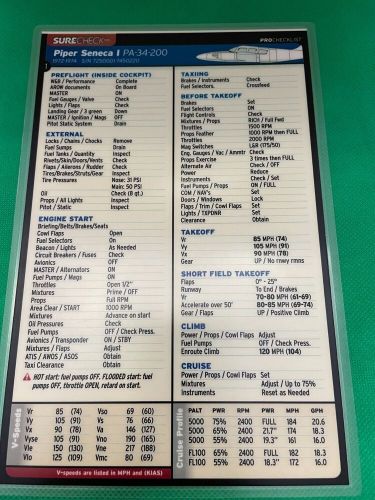 SURECHECK PROCHECKLIST
Piper Seneca I PA-34-200
1972-1974 S/N 7250001-7450220
1
PREFLIGHT (INSIDE COCKPIT)
W&B / Performance Complete
AROW documents On Board
MASTER ON
Fuel Gauges / Valve Check
Lights / Flaps Check
Landing Gear / 3 green Down
MASTER / Ignition / Mags OFF
Pitot Static System Drain
EXTERNAL
Locks / Chains / Chocks Remove
Fuel Sumps Drain
Fuel Tanks / Quantity Inspect
Rivets/Skin/Doors/Vents Check
Flaps / Ailerons / Rudder Check
Tires/Brakes/Struts/Gear Inspect
Tire Pressures Nose: 31 PSI
Main: 50 PSI
Oil Check (8 qt.)
Props / All Lights Inspect
Pitot / Static Inspect
ENGINE START
Briefing/Belts/Brakes/Seats
Cowl Flaps Open
Fuel Selectors On
Beacon / Lights As Needed
Circuit Breakers / Fuses Check
Avionics OFF
MASTER / Alternators ON
Fuel Pumps ON
Throttles Open 1/2"
Mixtures Prime / OFF
Props Full RPM
Area Clear / START 1000 RPM
Mixtures Advance on start
Oil Pressures Check
Fuel Pumps OFF / Check Press.
Avionics / Transponder ON / STBY
Mixtures / Flaps Adjust
ATIS / AWOS / ASOS Obtain
Taxi Clearance Obtain
HOT start: fuel pumps OFF. FLOODED start: fuel
pumps OFF, throttle OPEN, retard on start.
TAXIING
Brakes / Instruments Check
Fuel Selectors Crossfeed
BEFORE TAKEOFF
Brakes Set
Fuel Selectors ON
Flight Controls Check
Mixtures / Props RICH / Full Fwd
Throttles 1500 RPM
Props Feather 1000 RPM then FULL
Throttles 2000 RPM
Mag Switches L&R (175/50)
Eng. Gauges / Vac / Ammtr Check
Props Exercise 3 times then FULL
Alternate Air Check / OFF
Power Reduce
Instruments Check / Set
Fuel Pumps / Props ON / FULL
COM / NAVs Set
Doors / Windows Lock
Flaps / Trim / Cowl Flaps Set
Lights / TXPDNR Set
Clearance Obtain
TAKEOFF
Vr 85 MPH (74)
Vy 105 MPH (91)
Vx 90 MPH (78)
Gear UP / No rnwy rmns
SHORT FIELD TAKEOFF
Flaps 0° - 25°
Runway To End / Brakes
Vr 70-80 MPH (61-69)
Accelerate over 50' 80-85 MPH (69-74)
Gear / Flaps UP / Positive Climb
CLIMB
Power / Props / Cowl Flaps Adjust
Fuel Pumps OFF / Check Press.
Enroute Climb 120 MPH (104)
CRUISE
Power / Props / Cowl Flaps Set
Mixtures Adjust / Up to 75%
Instruments Reset as Needed
V-Speeds
Vr 85 (74) Vso 69 (60)
Vy 105 (91) Vs 76 (66)
Vx 90 (78) Va 146 (127)
Vyse 105 (91) Vno 190 (165)
Vle 150 (130) Vne 217 (188)
Vfe 125 (109) Vmc 80 (69)
V-speeds are listed in MPH and (KIAS)
Cruise Profile
PALT PWR RPM MP MPH GPH
5000 75% 2400 FULL 184 20.6
5000 65% 2400 21.7" 174 18.3
5000 55% 2400 19.3" 161 16.0
FL100 65% 2400 FULL 182 18.3
FL100 55% 2400 18.3" 172 16.0